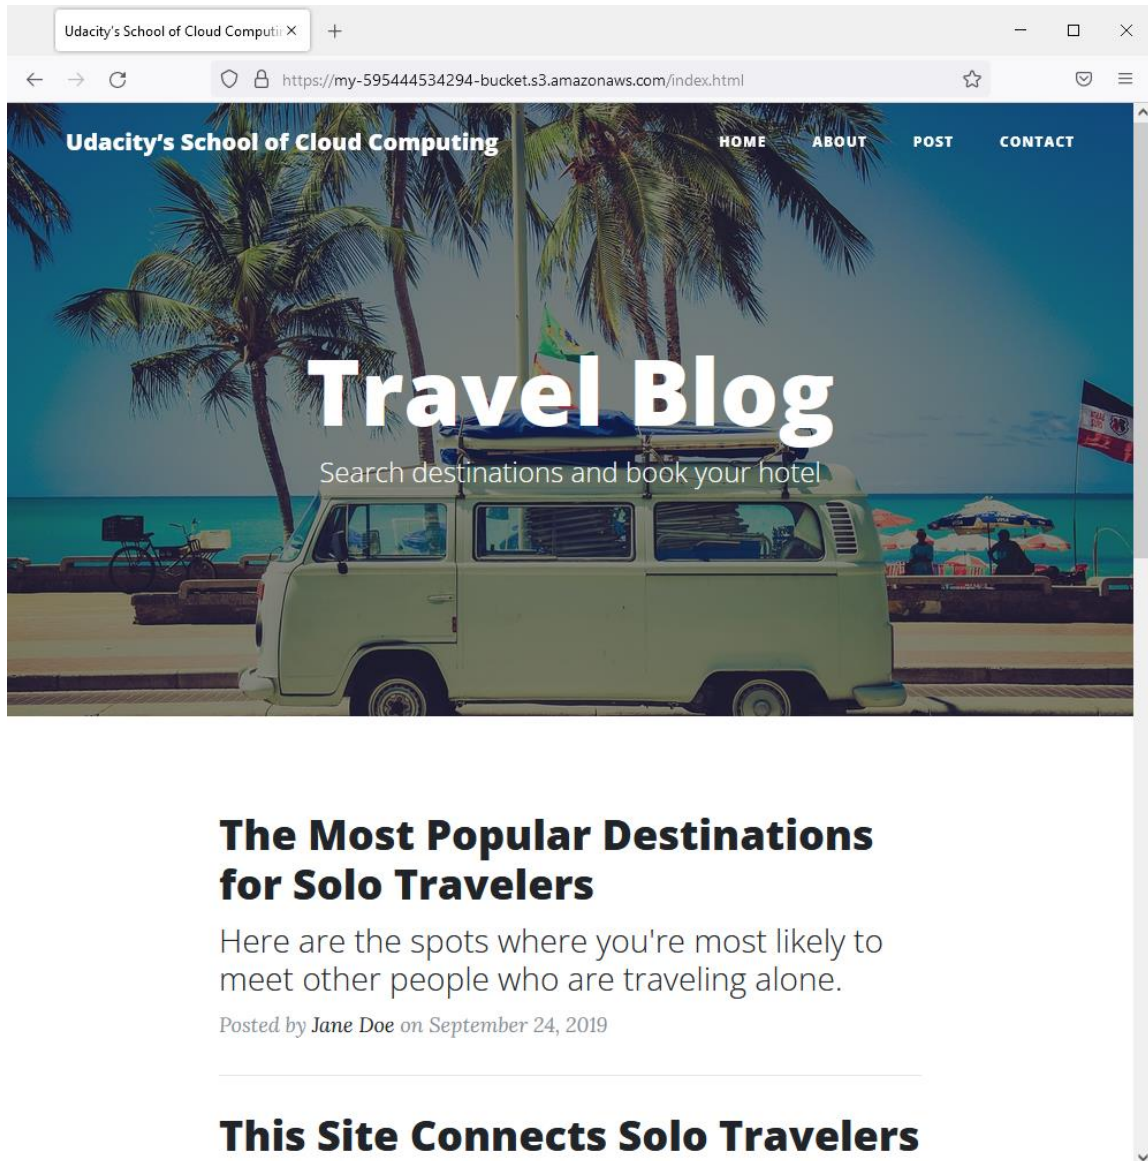 Udacity's School of Cloud Computin
https://my-595444534294-bucket.s3.amazonaws.com/index.html
Udacity’s School of Cloud Computing
HOME ABOUT POST CONTACT
Travel Blog
Search destinations and book your hotel
VISA
The Most Popular Destinations
for Solo Travelers
Here are the spots where you're most likely to
meet other people who are traveling alone.
Posted by Jane Doe on September 24, 2019
This Site Connects Solo Travelers